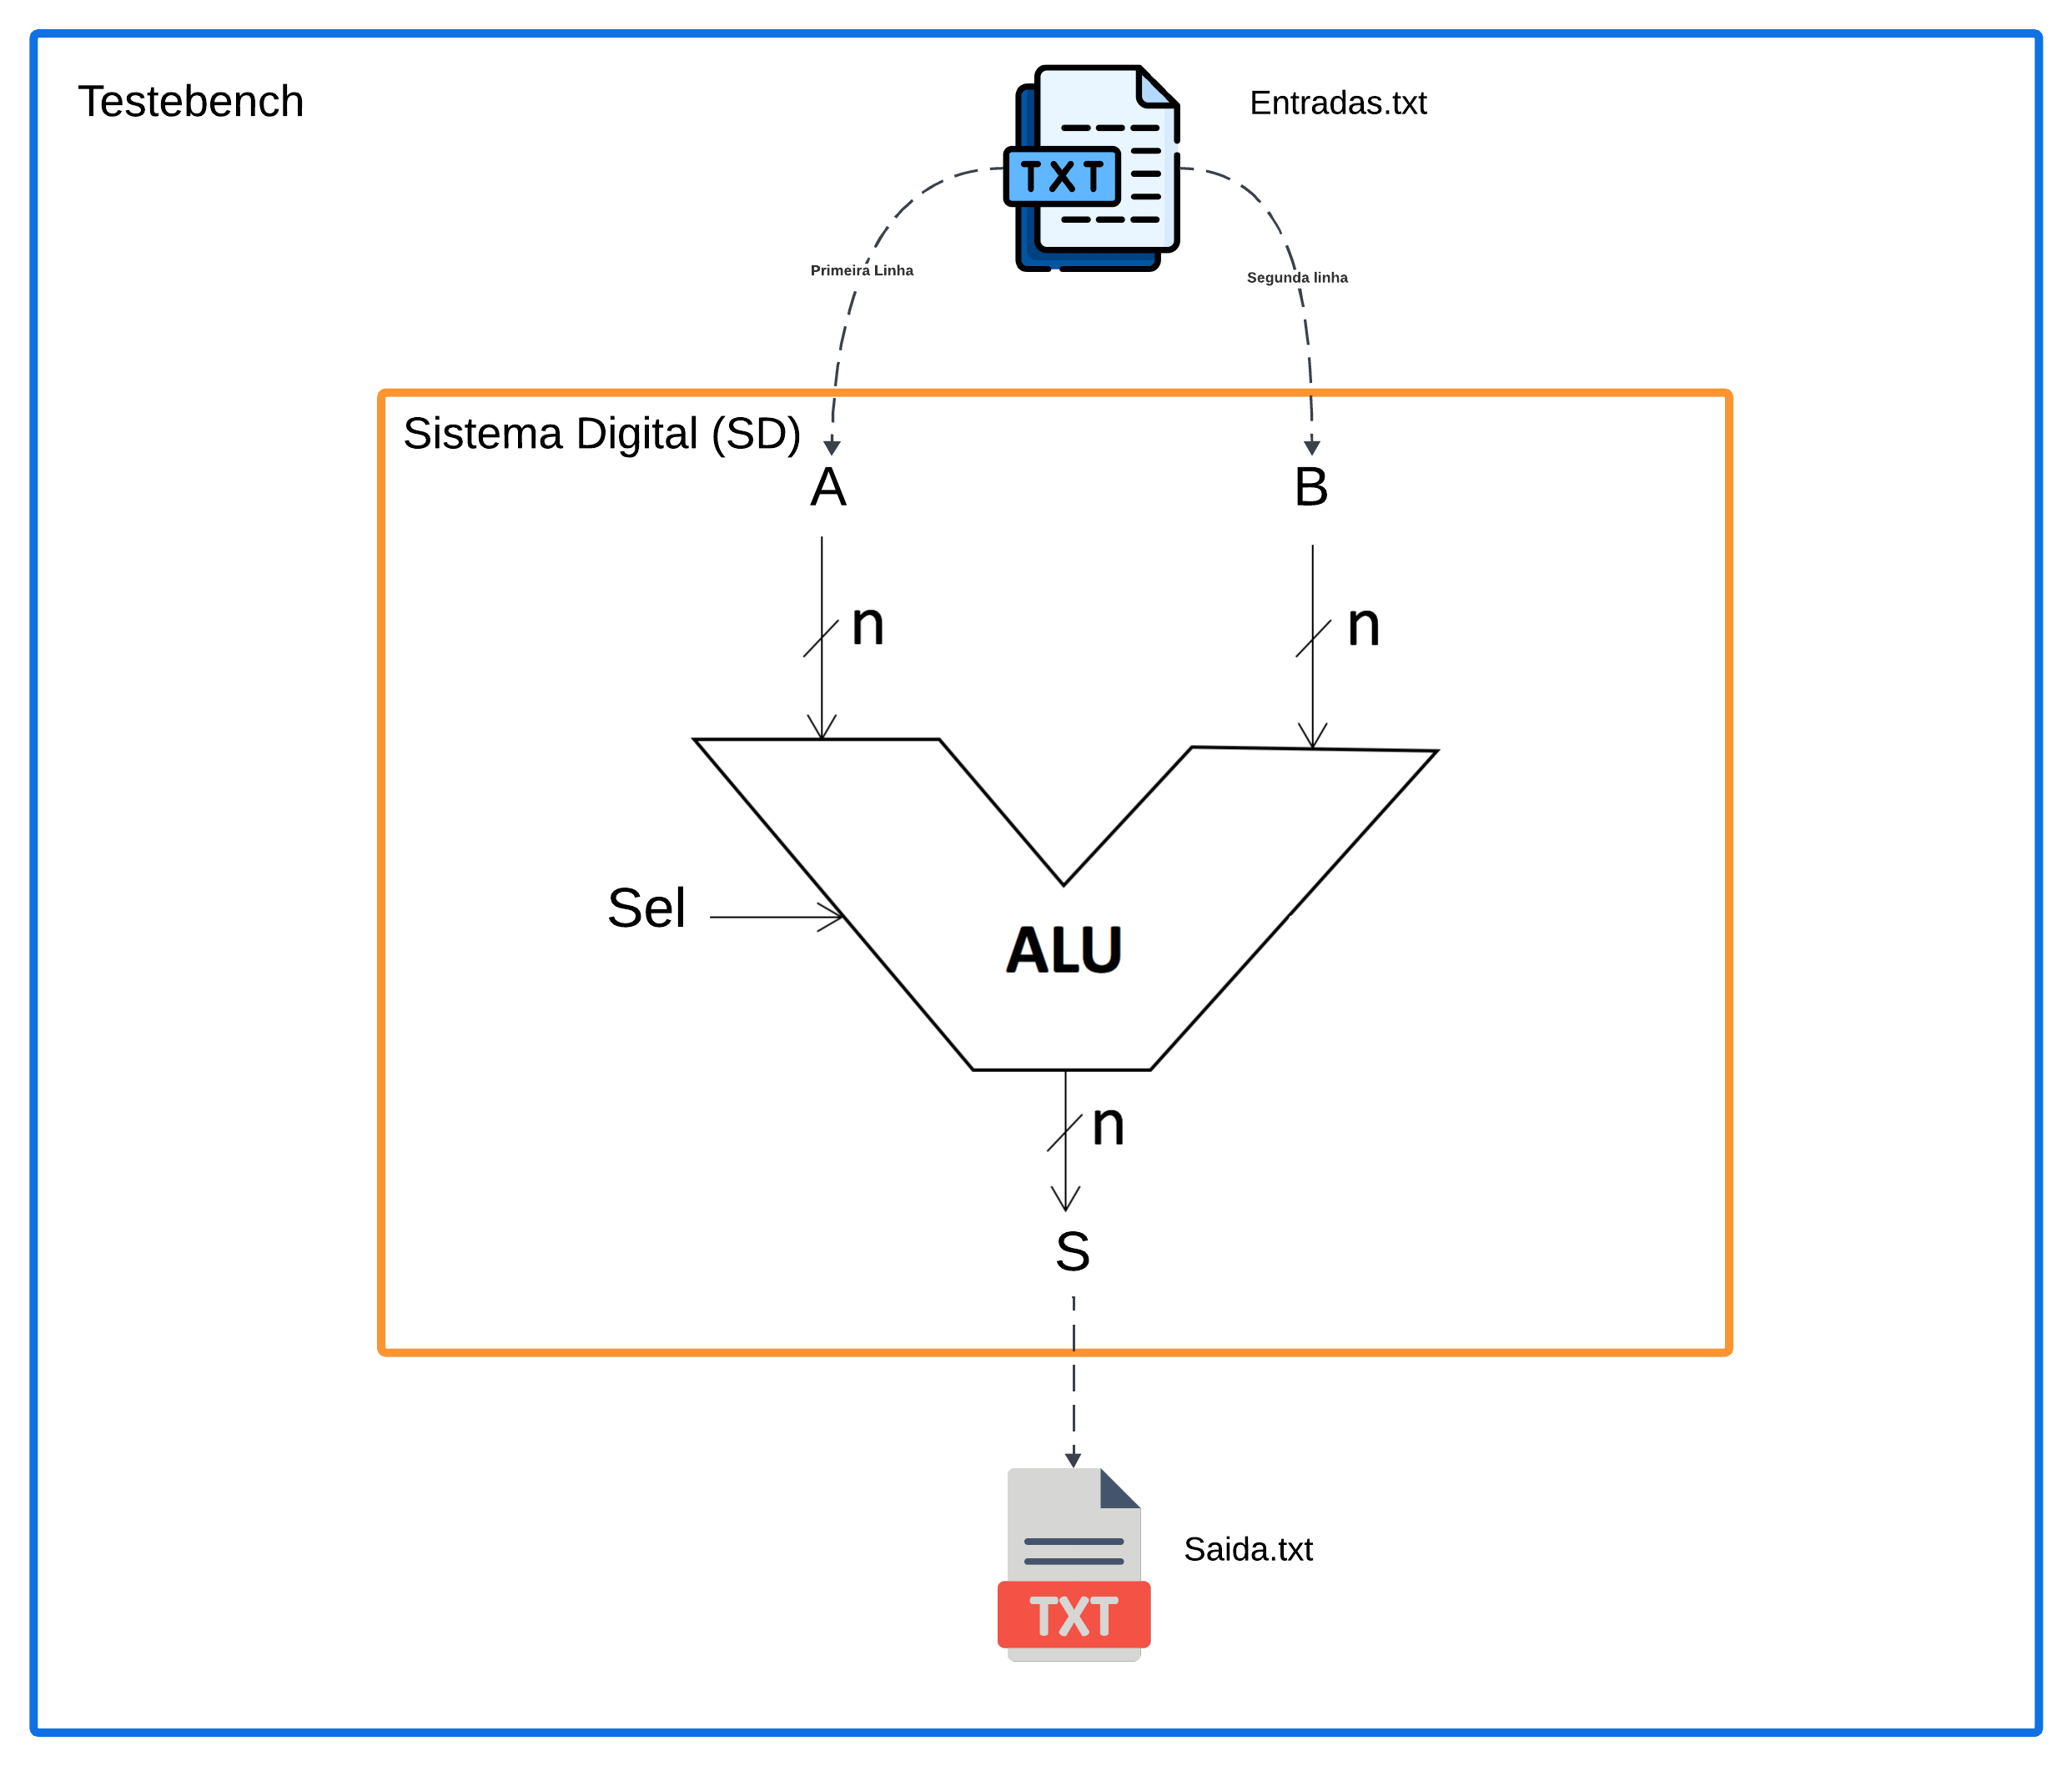 Testebench
Entradas.txt
TXT
Primeira Linha
Segunda linha
Sistema Digital (SD)
A
B
n
n
Sel
ALU
n
S
Saida.txt
TXT